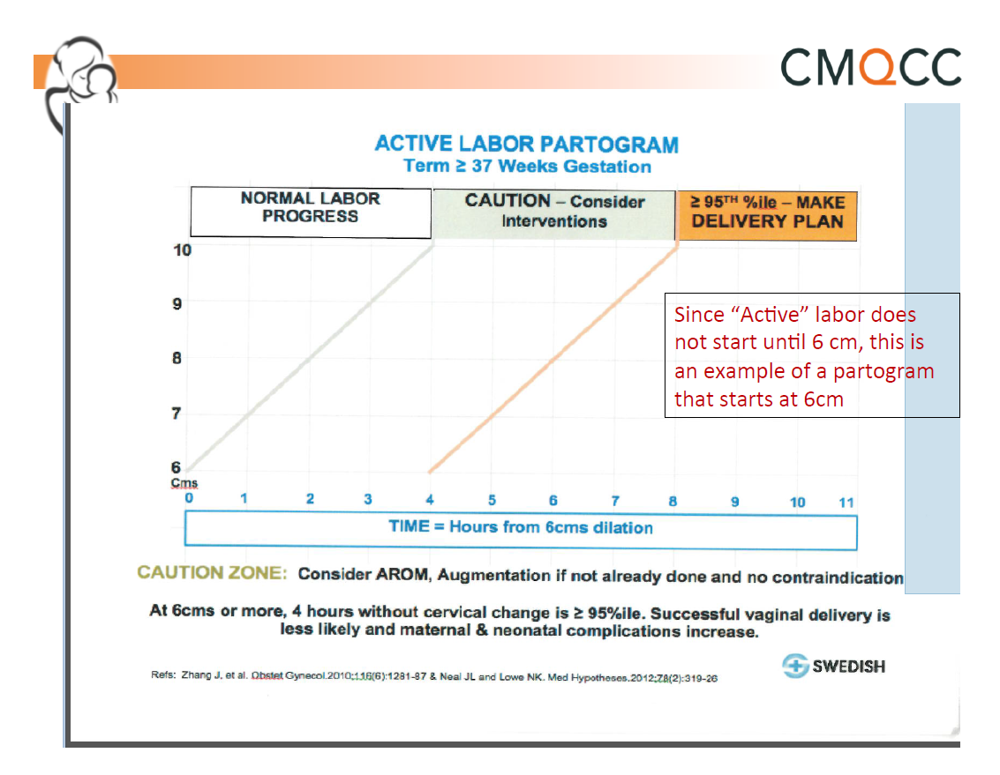 CMQCC
ACTIVE LABOR PARTOGRAM
Term ≥ 37 Weeks Gestation
NORMAL LABOR
PROGRESS
CAUTION – Consider
Interventions
≥ 95TH %ile – MAKE
DELIVERY PLAN
10
9
8
7
6
Cms
Since “Active” labor does
not start until 6 cm, this is
an example of a partogram
that starts at 6cm
0 1 2 3 4 5 6 7 8 9 10 11
TIME = Hours from 6cms dilation
CAUTION ZONE: Consider AROM, Augmentation if not already done and no contraindication
At 6cms or more, 4 hours without cervical change is ≥ 95%ile. Successful vaginal delivery is
less likely and maternal & neonatal complications increase.
Refs: Zhang J, et al. Obstet Gynecol.2010;116(6):1281-87 & Neal JL and Lowe NK. Med Hypotheses.2012;78(2):319-26
SWEDISH